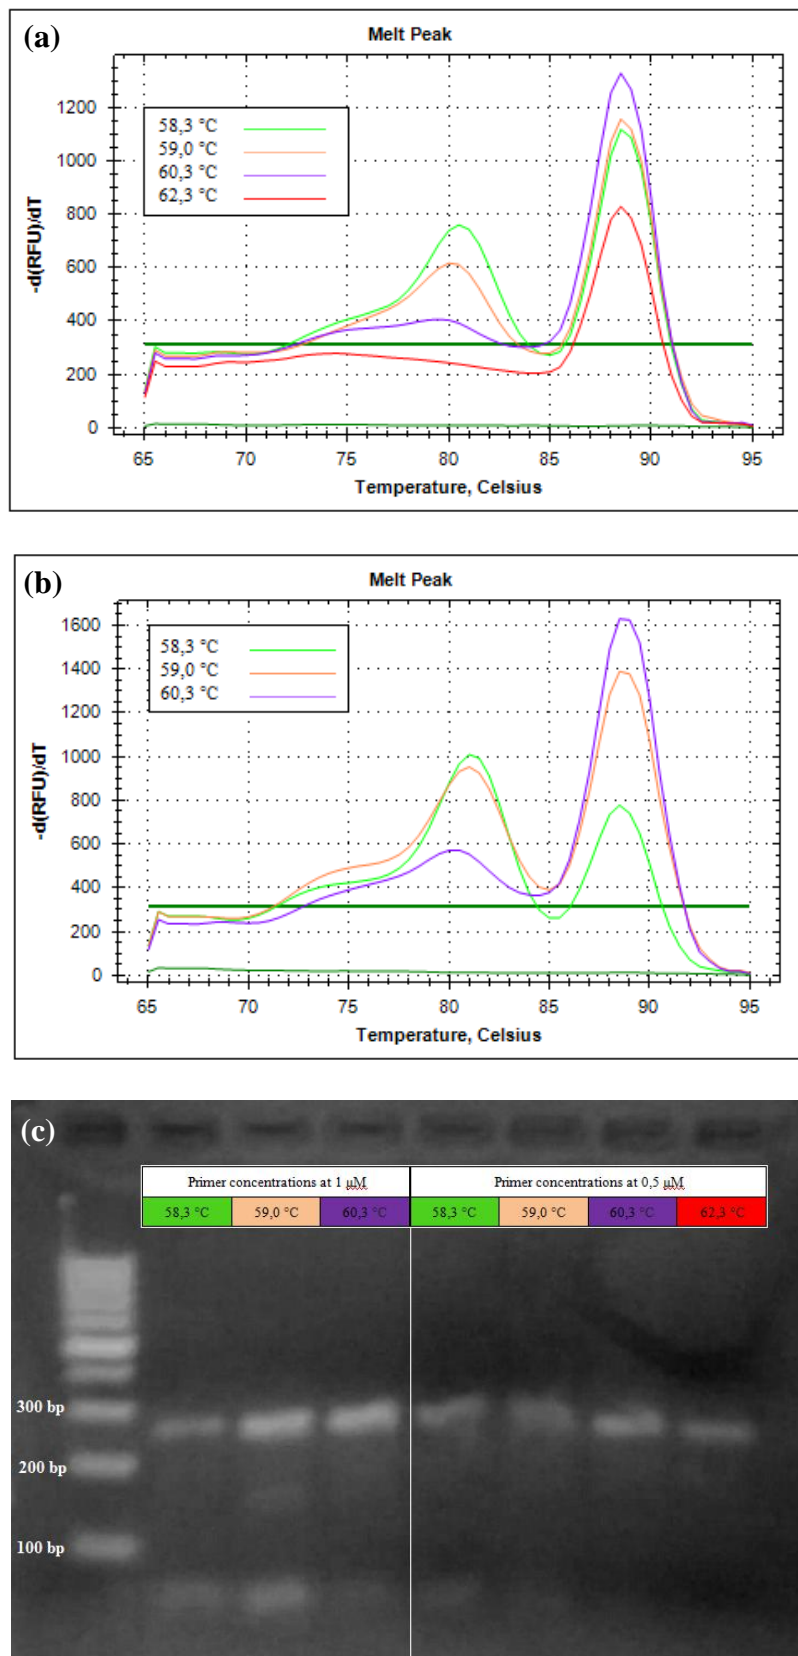 (a)
Melt Peak
58,3 °C
59,0 °C
60,3 °C
62,3 °C
-d(RFU)/dT
1200
1000
800
600
400
200
0
65 70 75 80 85 90 95
Temperature, Celsius
(b)
Melt Peak
58,3 °C
59,0 °C
60,3 °C
-d(RFU)/dT
1600
1400
1200
1000
800
600
400
200
0
65 70 75 80 85 90 95
Temperature, Celsius
(c)
Primer concentrations at 1 µM Primer concentrations at 0,5 µM
58,3 °C 59,0 °C 60,3 °C 58,3 °C 59,0 °C 60,3 °C 62,3 °C
300 bp
200 bp
100 bp